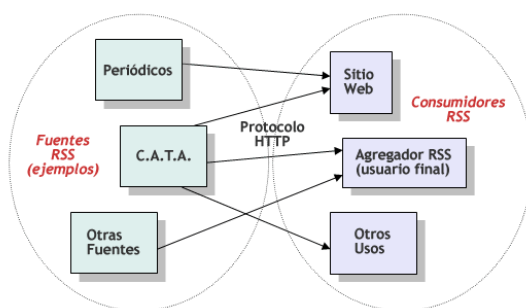 Periódicos
Sitio
Web
Consumidores
RSS
Fuentes
RSS
(ejemplos)
C.A.T.A.
Protocolo
HTTP
Agregador RSS
(usuario final)
Otras
Fuentes
Otros
Usos